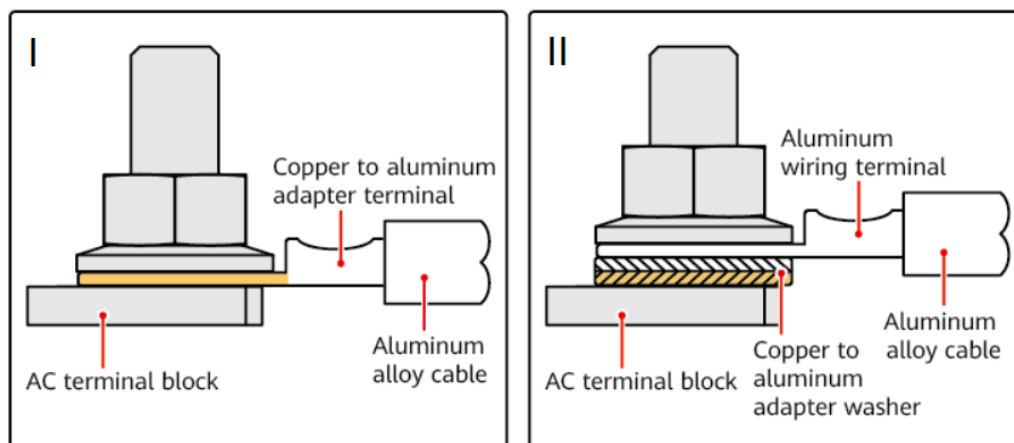 I
Copper to aluminum
adapter terminal
AC terminal block
Aluminum
alloy cable
II
Aluminum
wiring terminal
AC terminal block
Copper to
aluminum
adapter washer
Aluminum
alloy cable